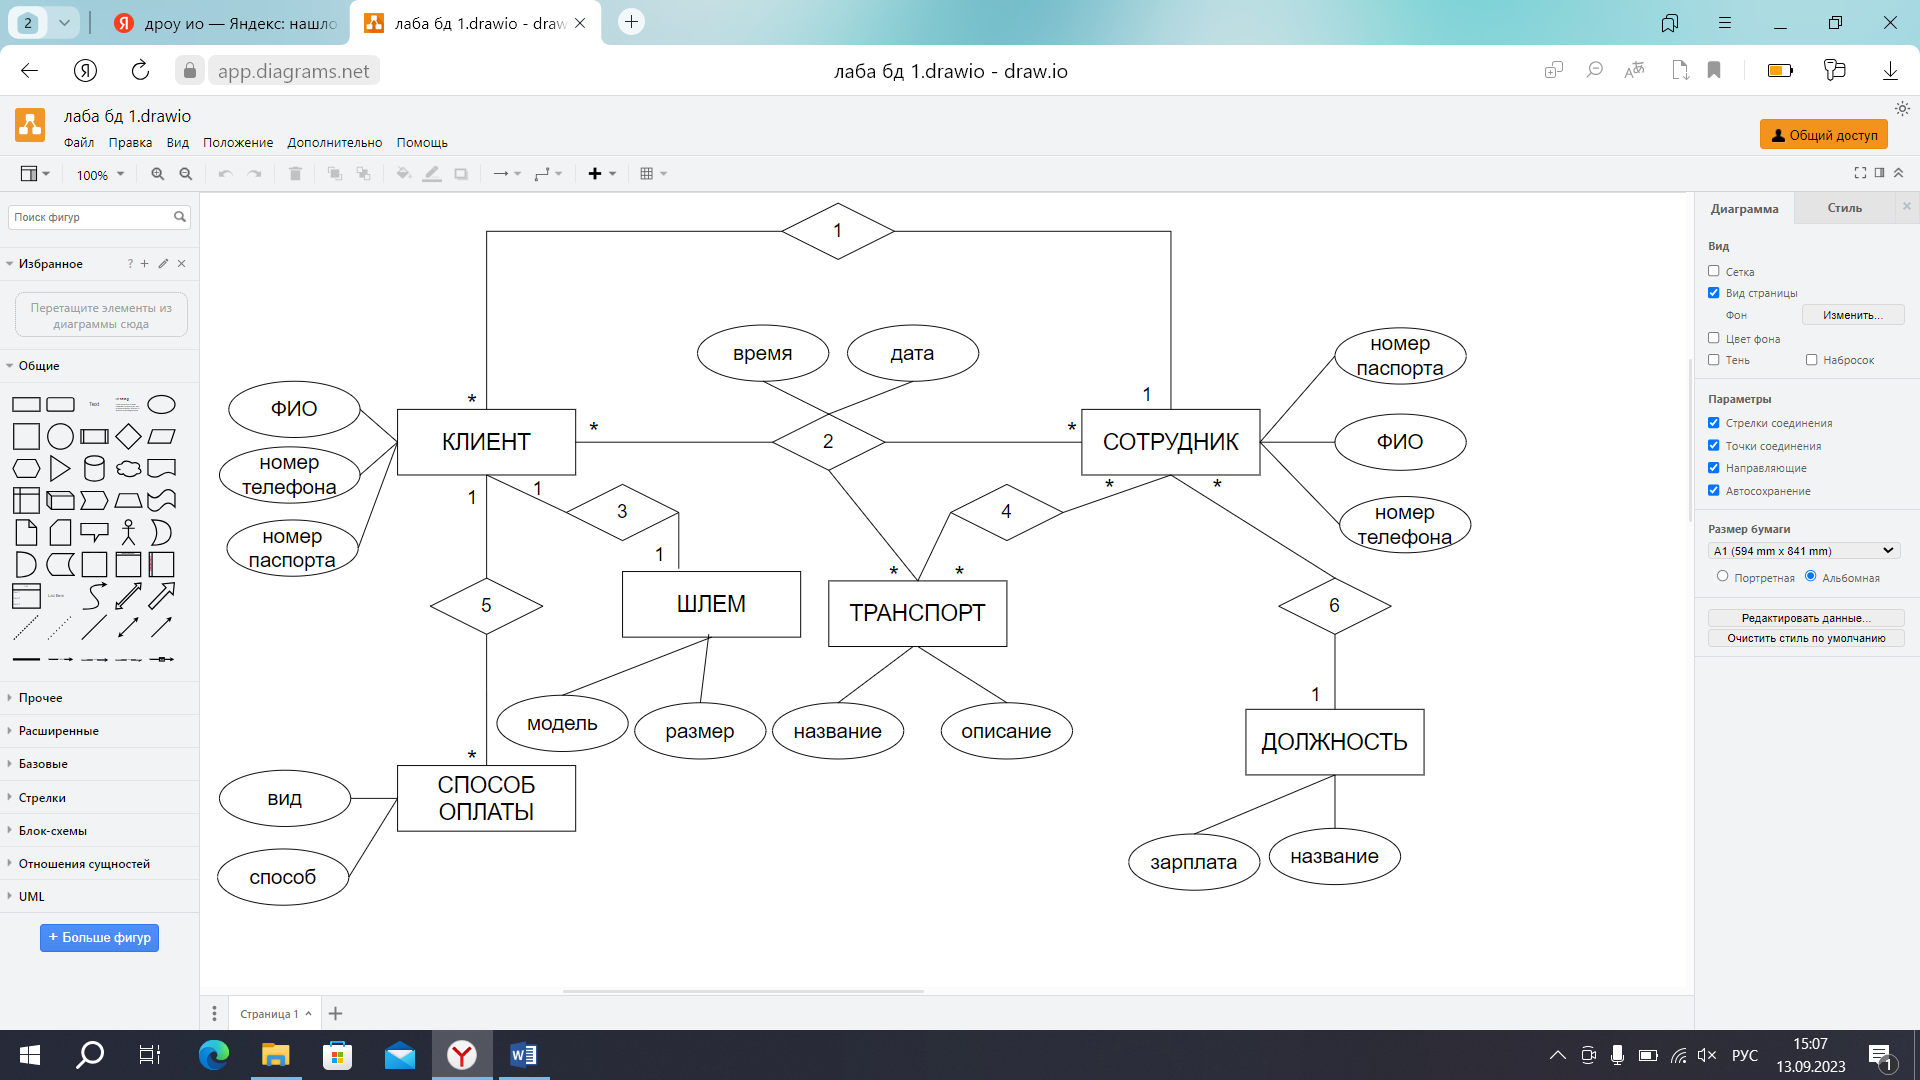 2
дроу ио — Яндекс: нашло
лаба бд 1.drawio - draw
app.diagrams.net
лаба бд 1.drawio - draw.io
лаба бд 1.drawio
Файл Правка Вид Положение Дополнительно Помощь
Общий доступ
100%
Поиск фигур
Избранное
?
Перетащите элементы из
диаграммы сюда
Общие
Text
Прочее
Расширенные
Базовые
Стрелки
Блок-схемы
Отношения сущностей
UML
+ Больше фигур
1
время
дата
номер
паспорта
ФИО
*
1
КЛИЕНТ
*
2
*
СОТРУДНИК
ФИО
номер
телефона
1
1
3
4
*
*
номер
телефона
номер
паспорта
1
*
*
5
ШЛЕМ
ТРАНСПОРТ
6
1
модель
размер
название
описание
ДОЛЖНОСТЬ
*
СПОСОБ
ОПЛАТЫ
вид
способ
зарплата
название
Диаграмма
Стиль
Вид
Сетка
Вид страницы
Фон
Изменить...
Цвет фона
Тень
Набросок
Параметры
Стрелки соединения
Точки соединения
Направляющие
Автосохранение
Размер бумаги
A1 (594 mm x 841 mm)
Портретная
Альбомная
Редактировать данные...
Очистить стиль по умолчанию
Страница 1
РУС
15:07
13.09.2023
1